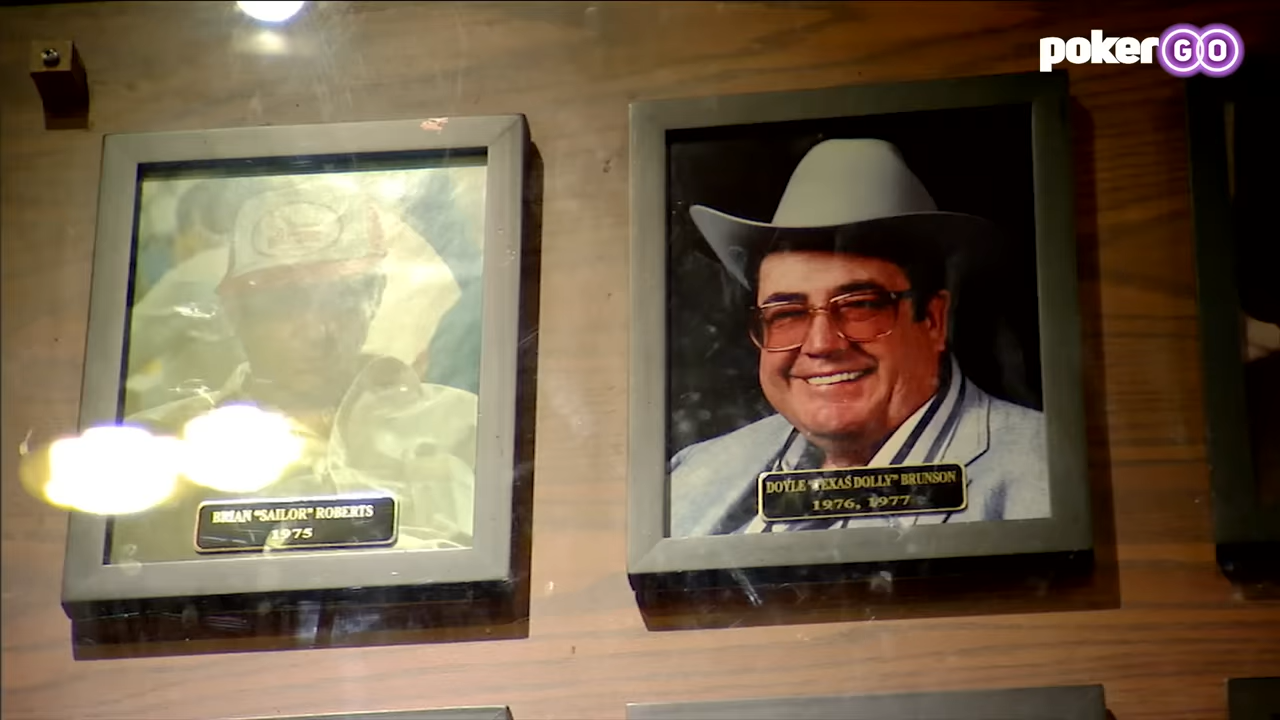 pokerGO
BRIAN "SAILOR" ROBERTS
1975
DOYLE "TEXAS DOLLY" BRUNSON
1976, 1977